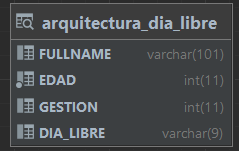 arquitectura_dia_libre
FULLNAME varchar(101)
EDAD int(11)
GESTION int(11)
DIA_LIBRE varchar(9)